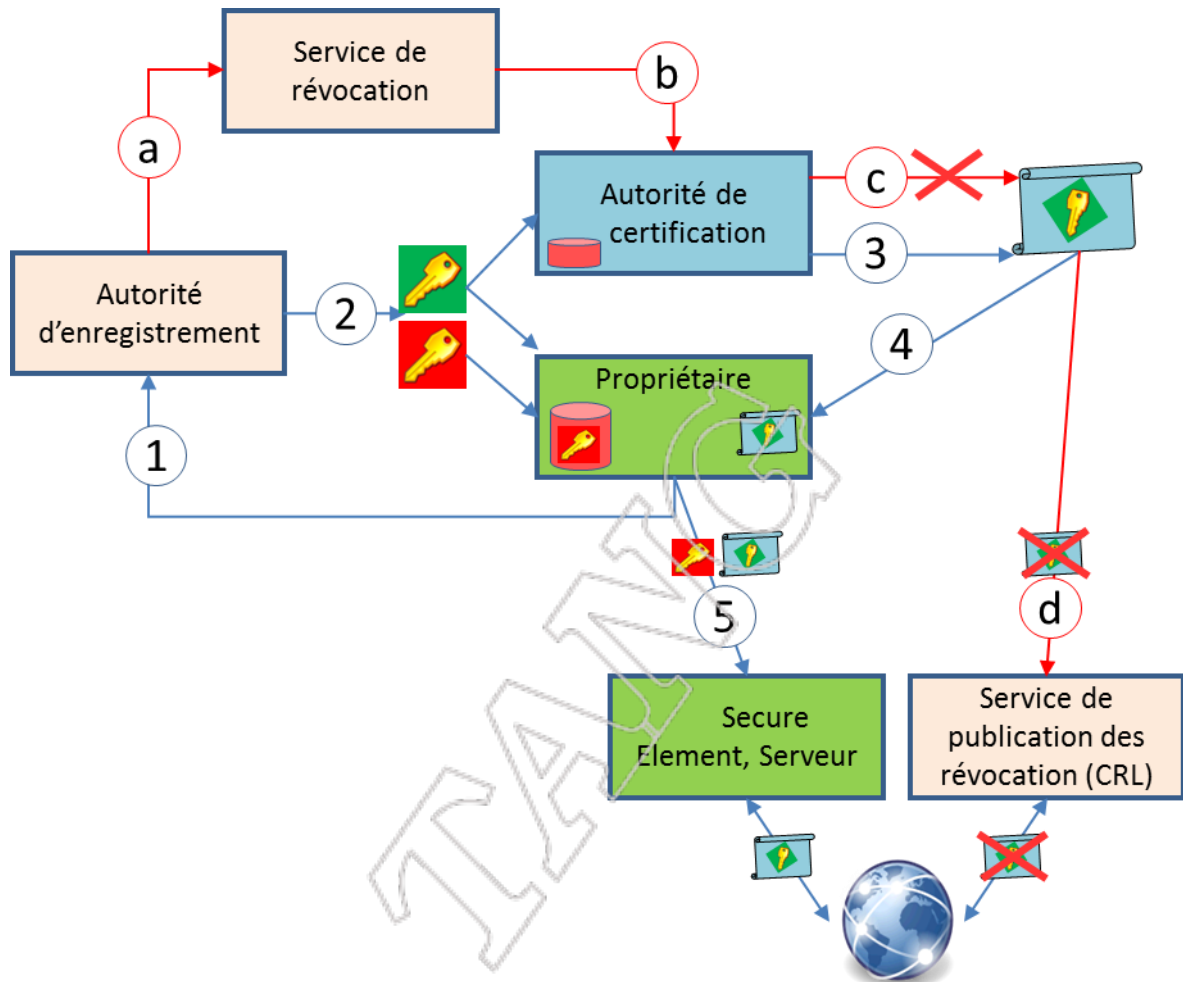 Service de
révocation
b
a
Autorité de
certification
c
3
Autorité
d'enregistrement
2
4
Propriétaire
1
5
d
Secure
Element, Serveur
Service de
publication des
révocation (CRL)
TANG